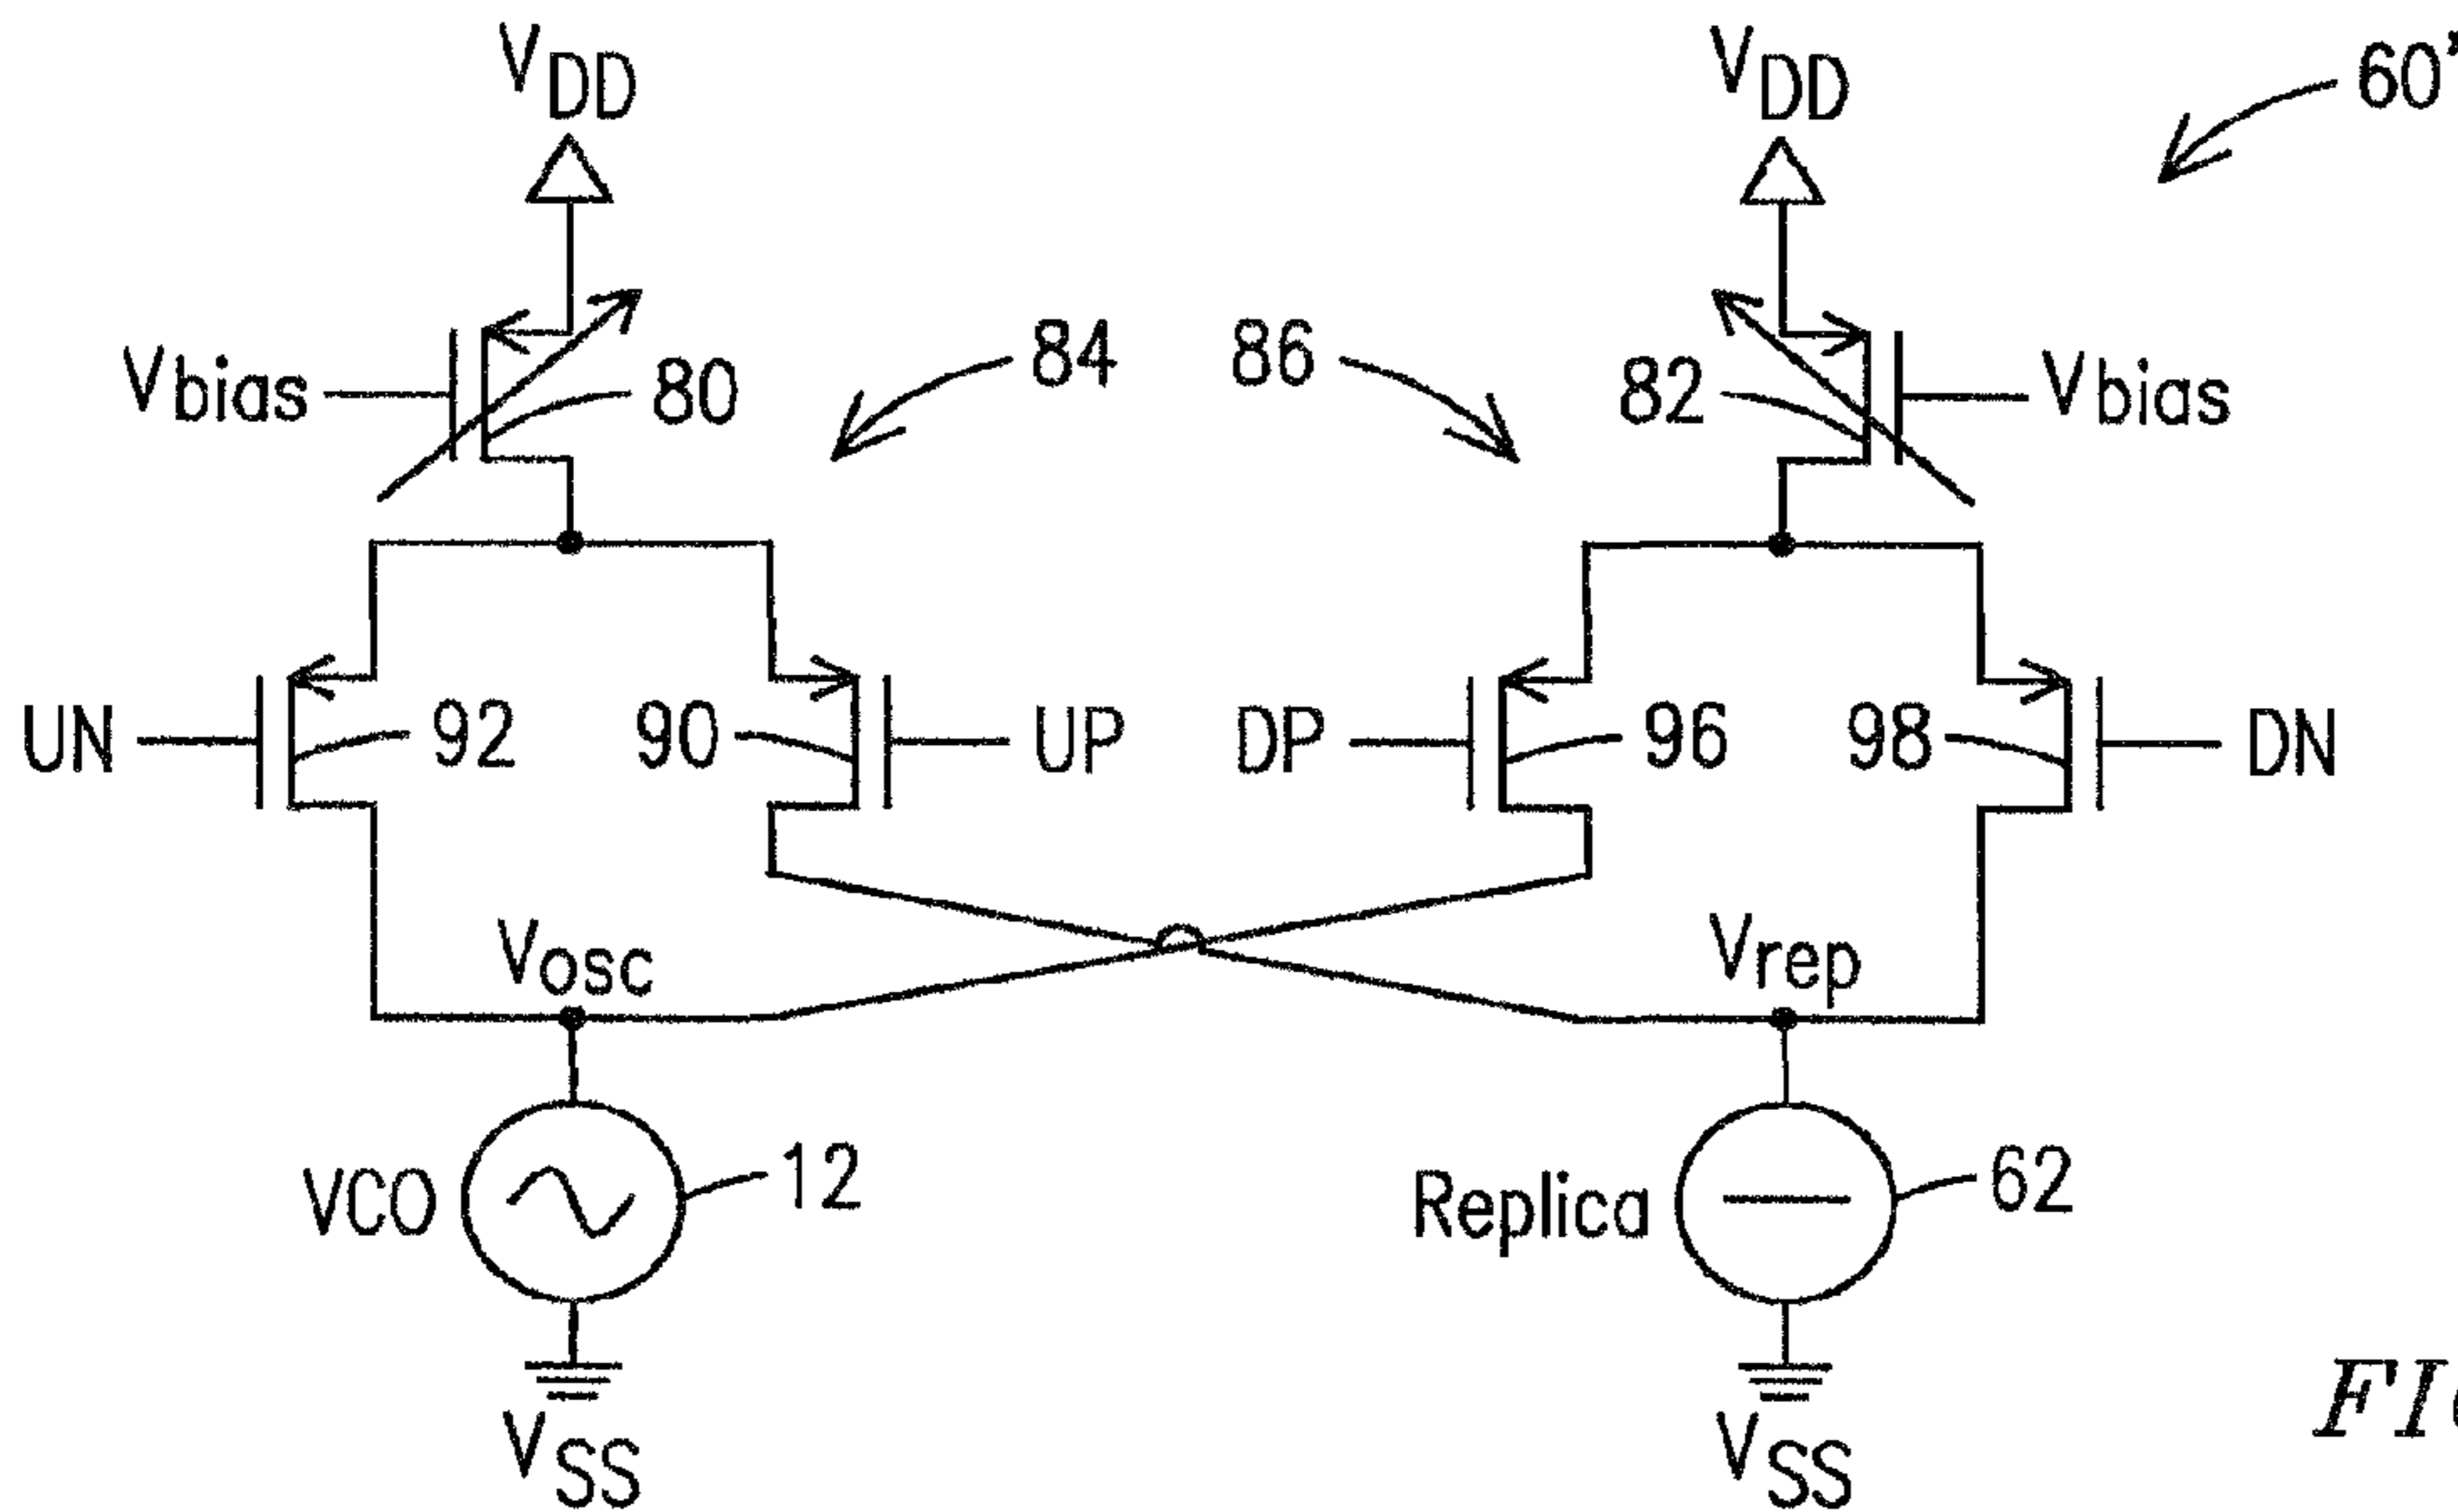 VDD VDD 60"
Vbias 80 84 86 82 Vbias
UN 92 90 UP DP 96 98 DN
Vosc Vrep
VCO 12 Replica 62
VSS VSS